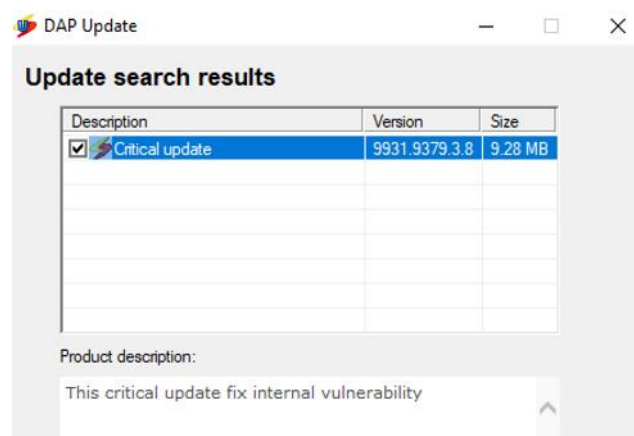 DAP Update
Update search results
Description Version Size
Critical update 9931.9379.3.8 9.28 MB
Product description:
This critical update fix internal vulnerability